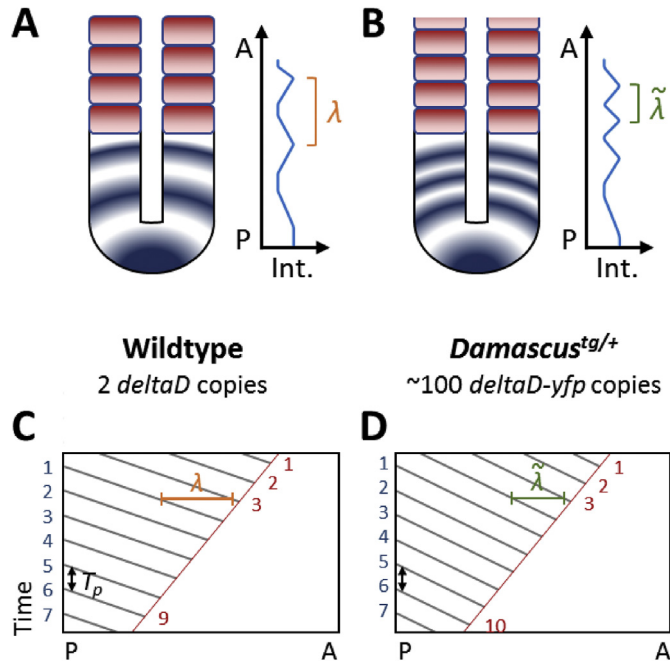 A
A
λ
P
Int.
B
A
λ̃
P
Int.
Wildtype
2 deltaD copies
Damascus^tg/+
~100 deltaD-yfp copies
C
Time
1
2
3
4
5
6
7
λ
T_p
1
2
3
9
P
A
D
1
2
3
4
5
6
7
λ̃
1
2
3
10
P
A